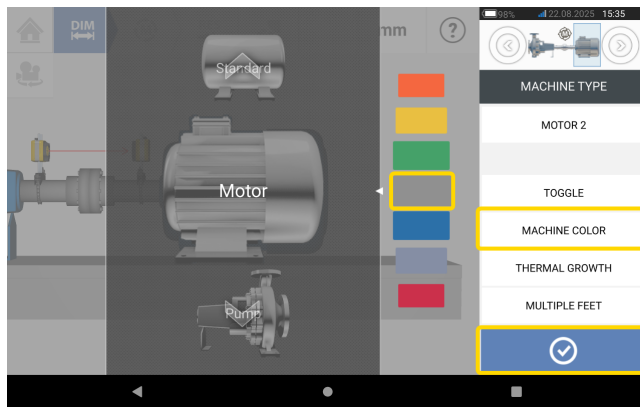 98% 22.08.2025 15:35
DIM
mm
?
Standard
Motor
Pump
MACHINE TYPE
MOTOR 2
TOGGLE
MACHINE COLOR
THERMAL GROWTH
MULTIPLE FEET